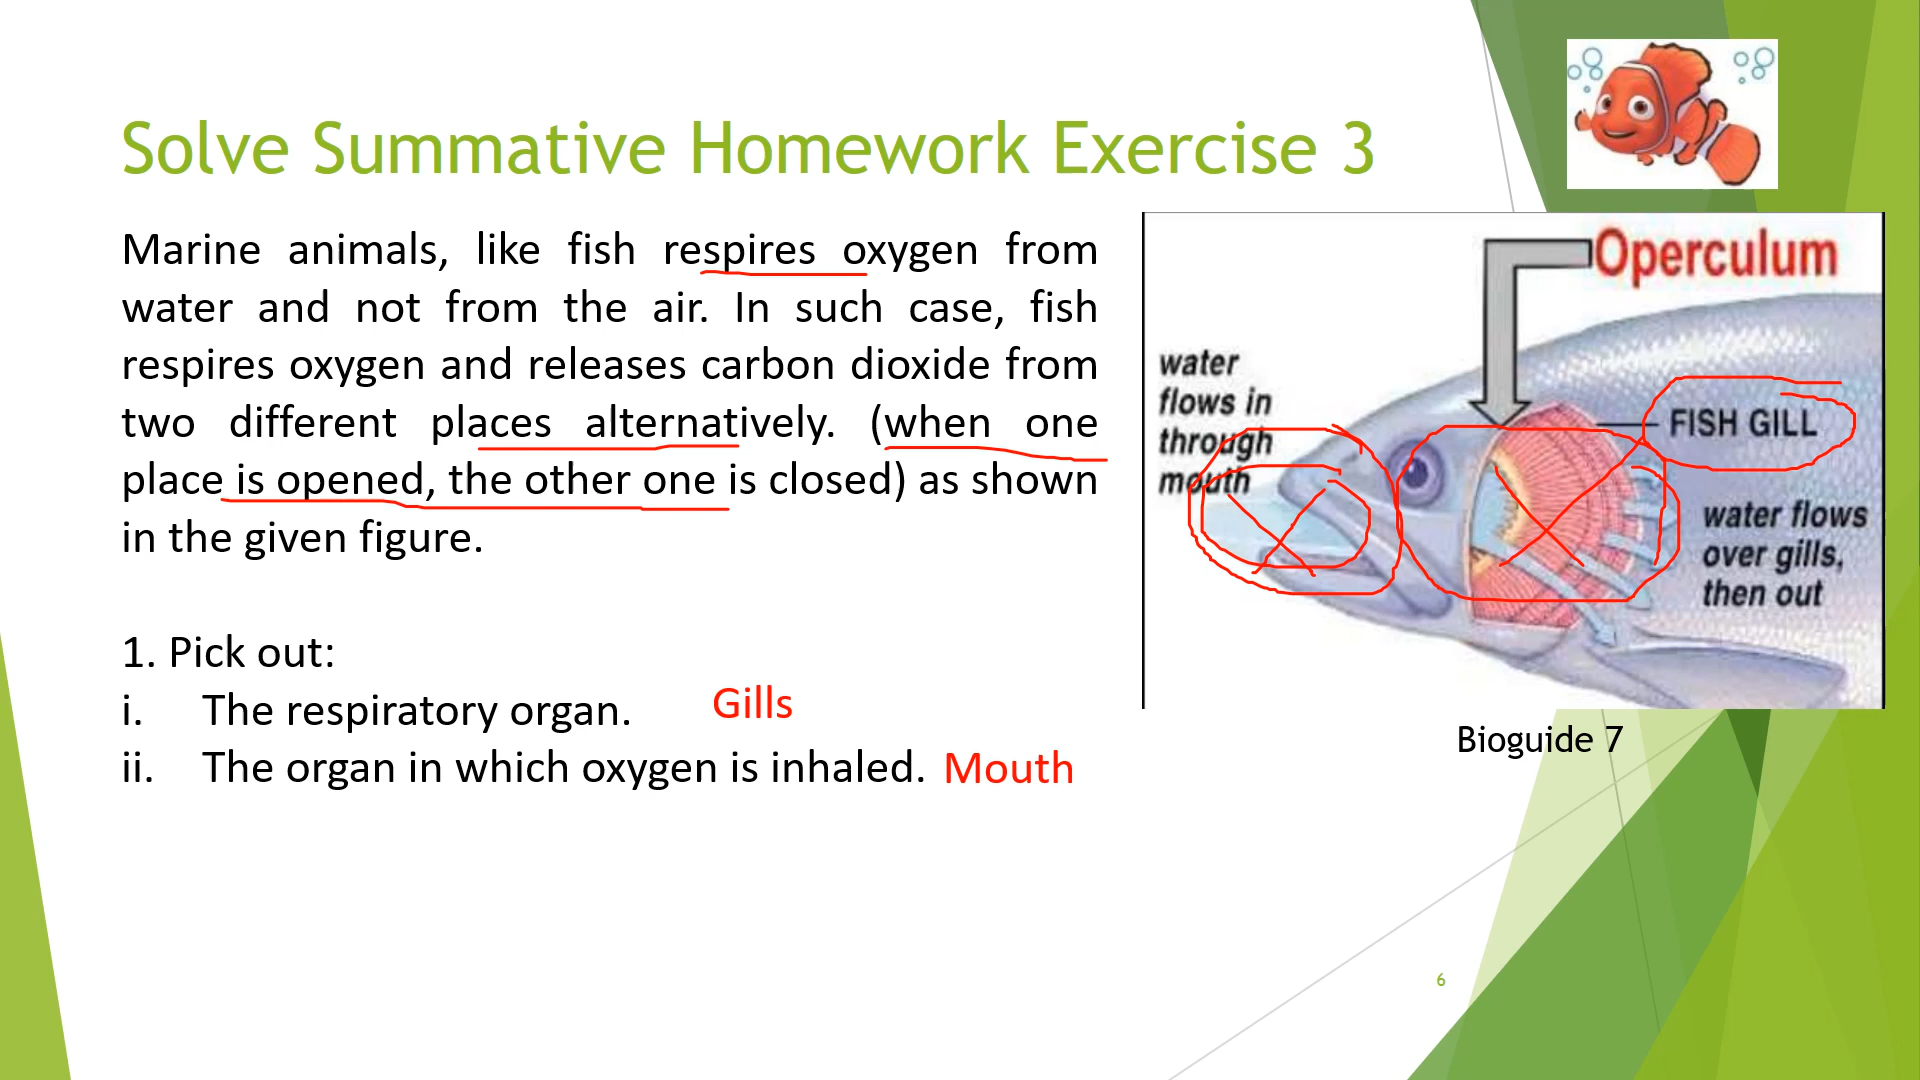 Solve Summative Homework Exercise 3
Marine animals, like fish respires oxygen from
water and not from the air. In such case, fish
respires oxygen and releases carbon dioxide from
two different places alternatively. (when one
place is opened, the other one is closed) as shown
in the given figure.
1. Pick out:
i. The respiratory organ. Gills
ii. The organ in which oxygen is inhaled. Mouth
Operculum
water
flows in
through
mouth
FISH GILL
water flows
over gills,
then out
Bioguide 7
6